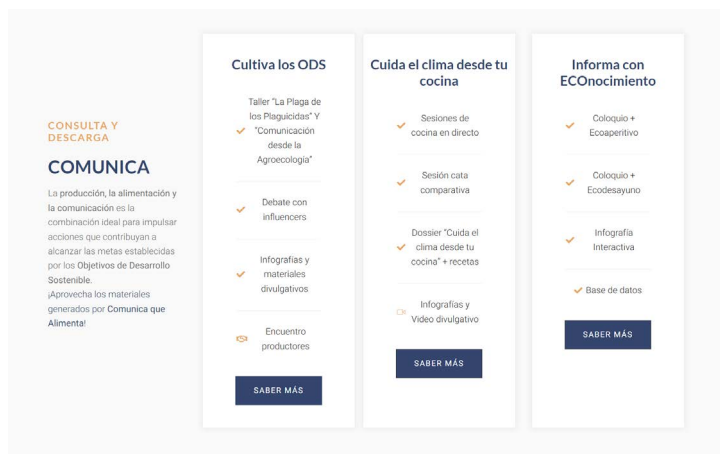 CONSULTA Y
DESCARGA
COMUNICA
La producción, la alimentación y
la comunicación es la
combinación ideal para impulsar
acciones que contribuyan a
alcanzar las metas establecidas
por los Objetivos de Desarrollo
Sostenible.
¡Aprovecha los materiales
generados por Comunica que
Alimenta!
Cultiva los ODS
Taller “La Plaga de
los Plaguicidas” Y
“Comunicación
desde la
Agroecología”
Debate con
influencers
Infografías y
materiales
divulgativos
Encuentro
productores
SABER MÁS
Cuida el clima desde tu
cocina
Sesiones de
cocina en directo
Sesión cata
comparativa
Dossier “Cuida el
clima desde tu
cocina” + recetas
Infografías y
Video divulgativo
SABER MÁS
Informa con
ECOnocimiento
Coloquio +
Ecoaperitivo
Coloquio +
Ecodesayuno
Infografía
Interactiva
Base de datos
SABER MÁS